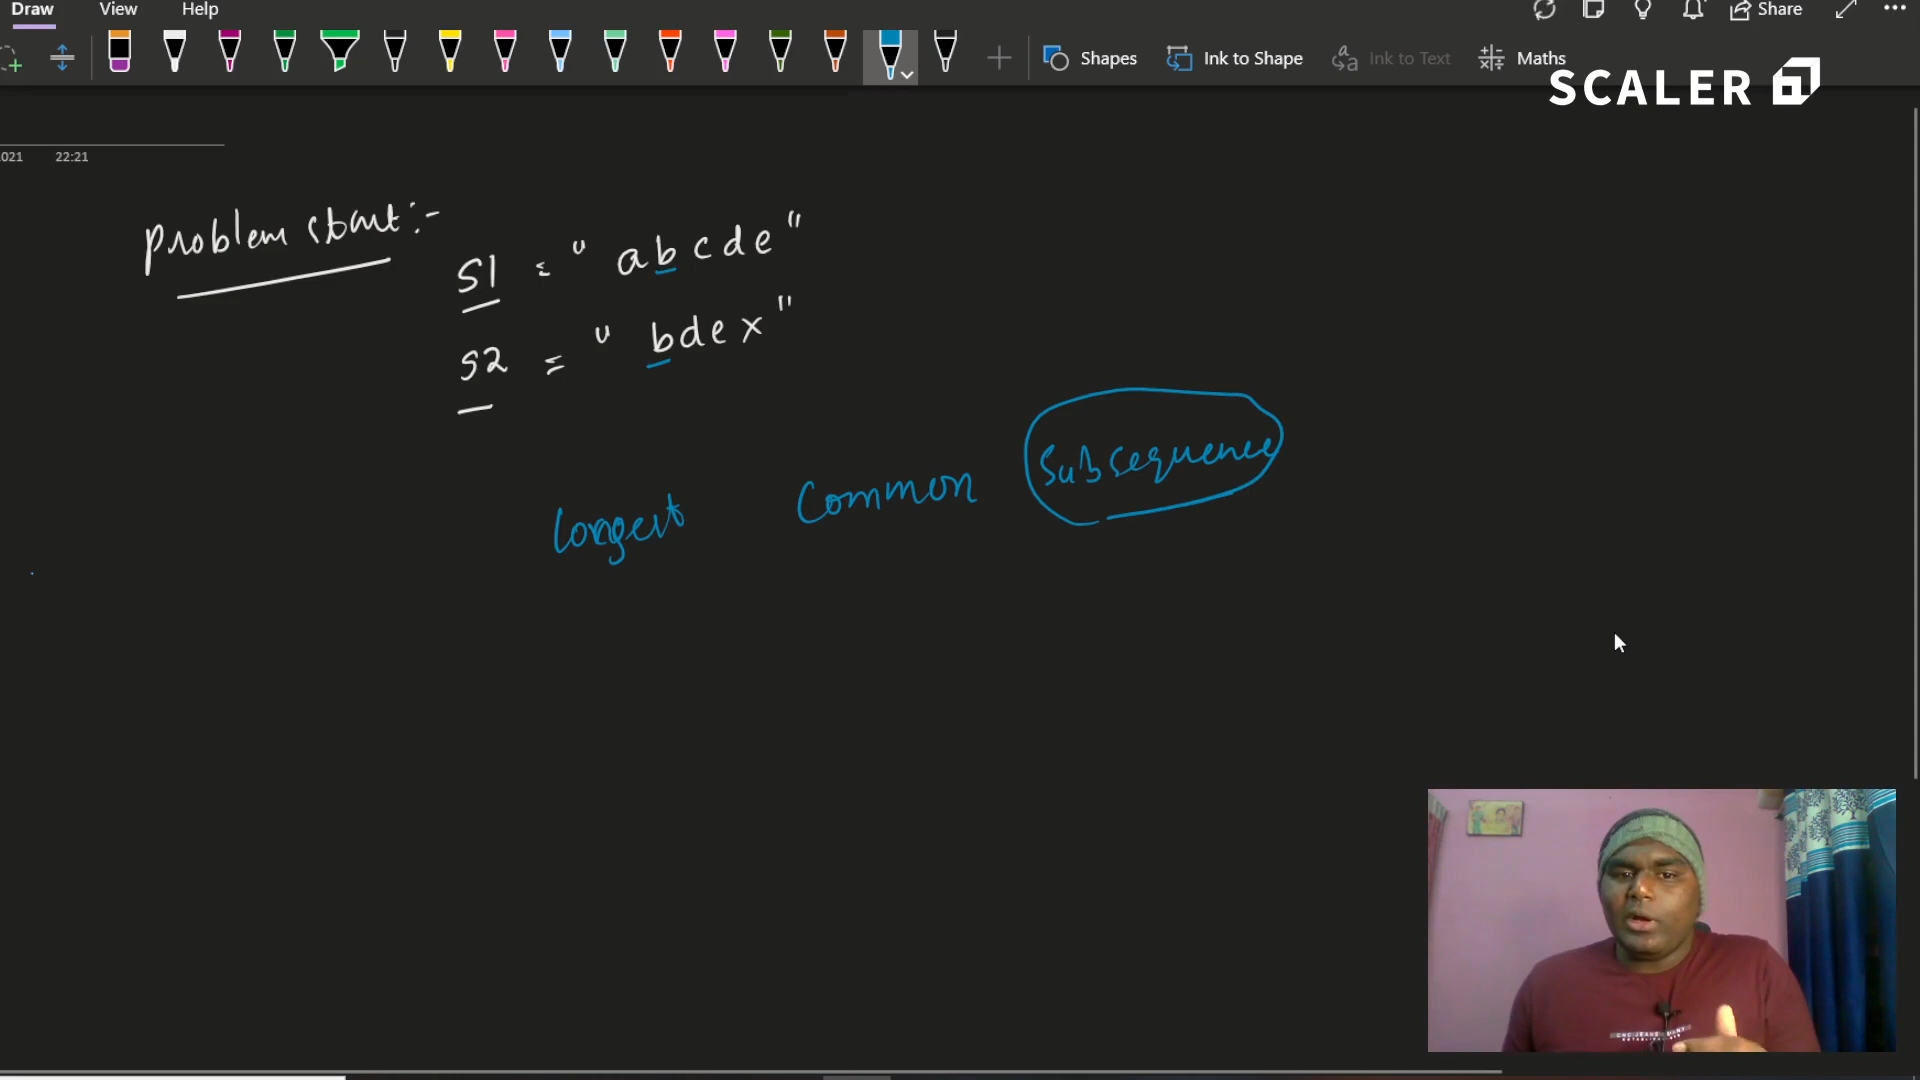 Draw View Help Share
Shapes Ink to Shape Ink to Text Maths
SCALER
021 22:21
Problem stmt:-
S1 = "abcde"
S2 = "bdex"
Longest Common Subsequence